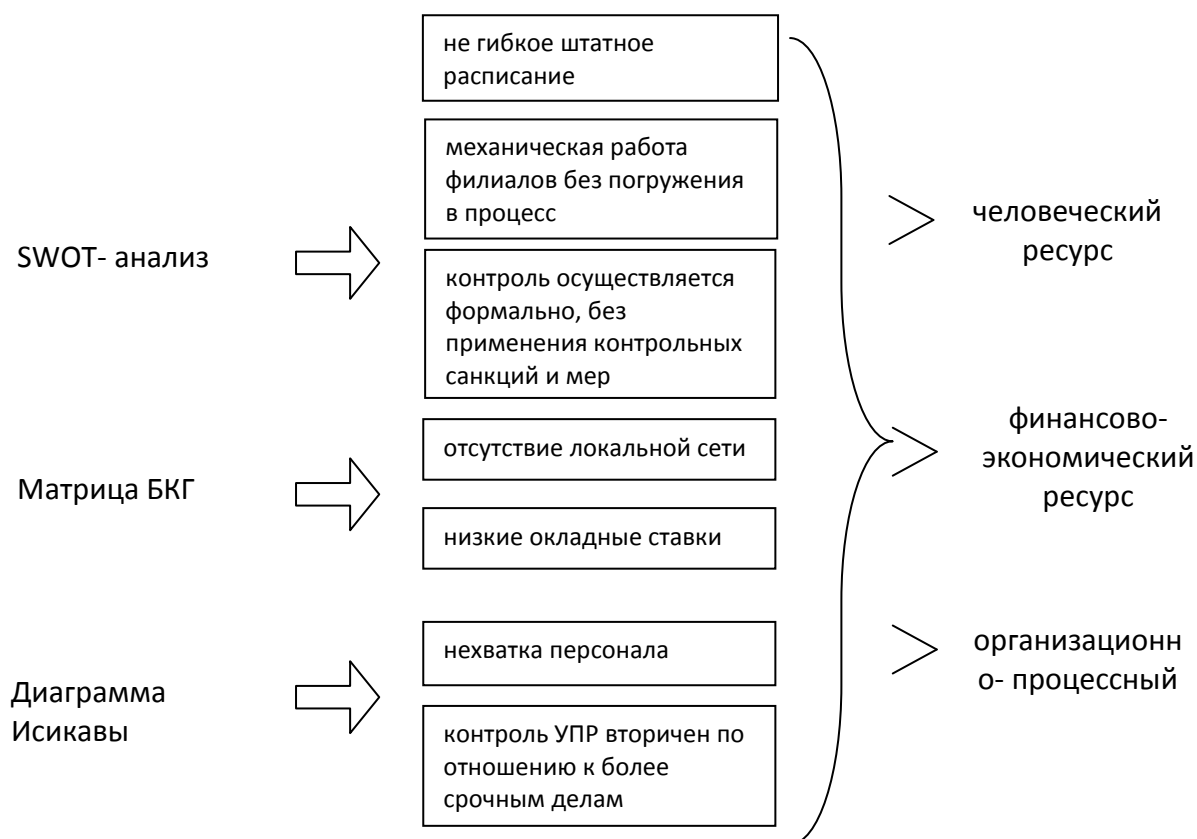 не гибкое штатное
расписание
механическая работа
филиалов без погружения
в процесс
SWOT- анализ
контроль осуществляется
формально, без
применения контрольных
санкций и мер
человеческий
ресурс
Матрица БКГ
отсутствие локальной сети
низкие окладные ставки
финансово-
экономический
ресурс
Диаграмма
Исикавы
нехватка персонала
контроль УПР вторичен по
отношению к более
срочным делам
организационн
о- процессный